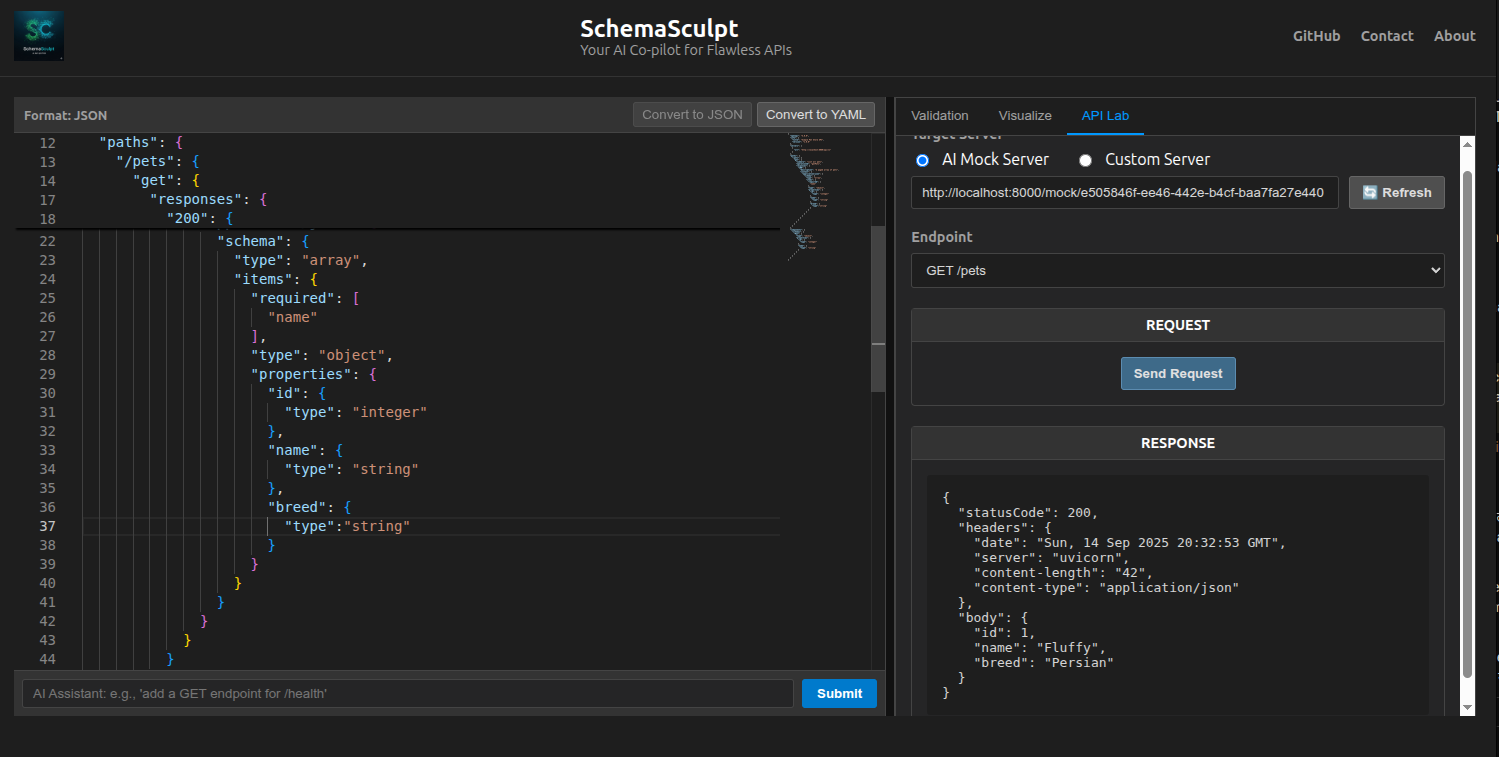 SC
SchemaSculpt
SchemaSculpt
Your AI Co-pilot for Flawless APIs
GitHub Contact About
Format: JSON Convert to JSON Convert to YAML
12 "paths": {
13 "/pets": {
14 "get": {
17 "responses": {
18 "200": {
22 "schema": {
23 "type": "array",
24 "items": {
25 "required": [
26 "name"
27 ],
28 "type": "object",
29 "properties": {
30 "id": {
31 "type": "integer"
32 },
33 "name": {
34 "type": "string"
35 },
36 "breed": {
37 "type":"string"
38 }
39 }
40 }
41 }
42 }
43 }
44 }
AI Assistant: e.g., 'add a GET endpoint for /health' Submit
Validation Visualize API Lab
Target Server
AI Mock Server Custom Server
http://localhost:8000/mock/e505846f-ee46-442e-b4cf-baa7fa27e440 Refresh
Endpoint
GET /pets
REQUEST
Send Request
RESPONSE
{
"statusCode": 200,
"headers": {
"date": "Sun, 14 Sep 2025 20:32:53 GMT",
"server": "uvicorn",
"content-length": "42",
"content-type": "application/json"
},
"body": {
"id": 1,
"name": "Fluffy",
"breed": "Persian"
}
}